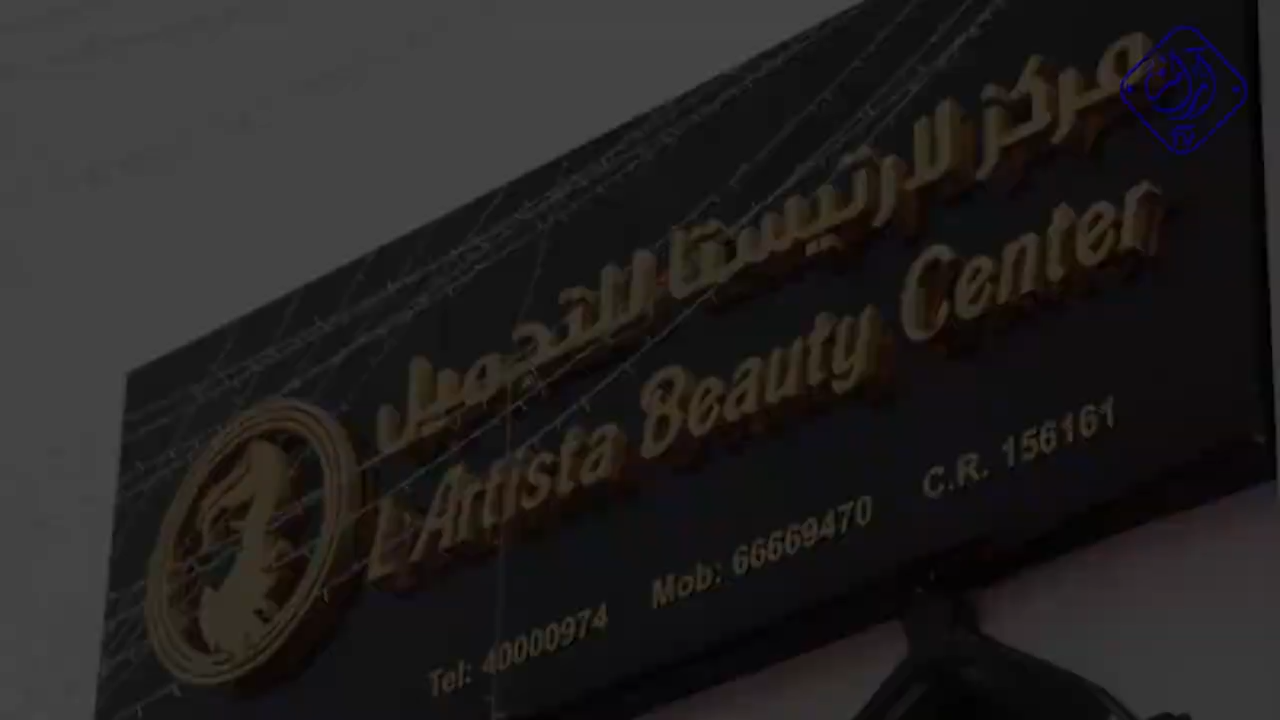 مركز لارتيستا للتجميل
L'Artista Beauty Center
Tel: 40000974 Mob: 66669470 C.R. 156161